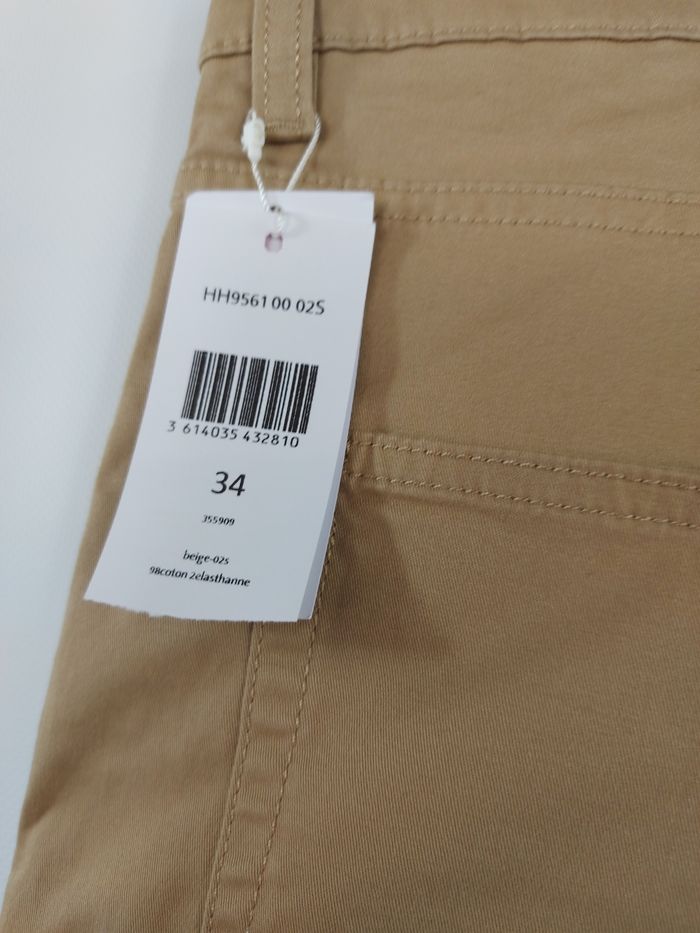 HH9561 00 02S
3 614035 432810
34
355909
beige-02s
98coton 2elasthanne